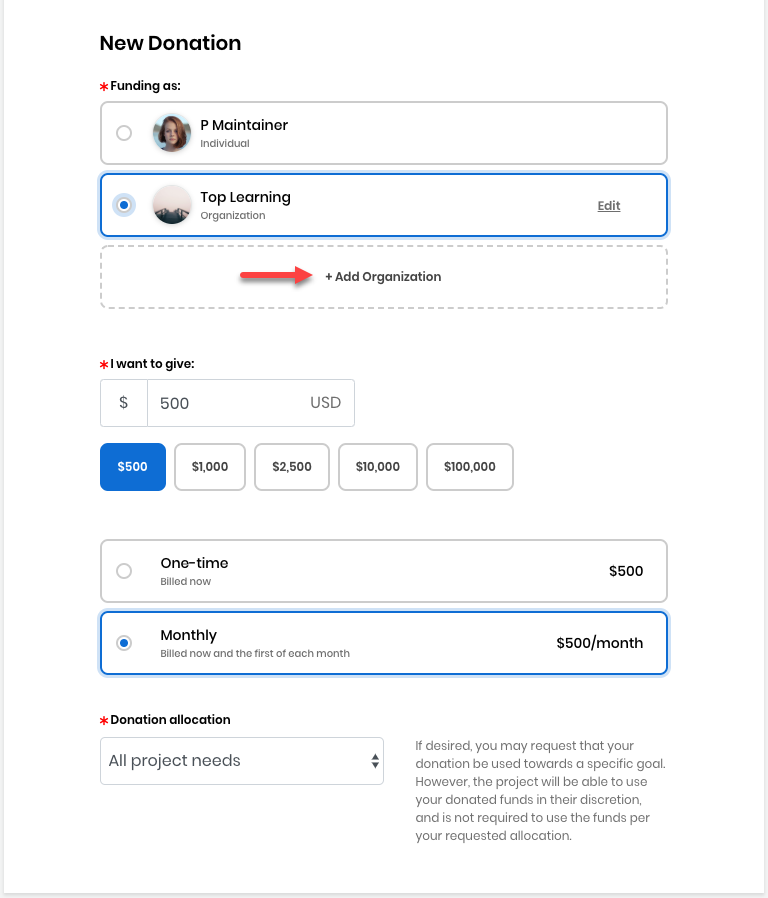 New Donation
* Funding as:
P Maintainer
Individual
Top Learning
Organization
Edit
+ Add Organization
* I want to give:
$ 500 USD
$500 $1,000 $2,500 $10,000 $100,000
One-time
Billed now
$500
Monthly
Billed now and the first of each month
$500/month
* Donation allocation
All project needs
If desired, you may request that your
donation be used towards a specific goal.
However, the project will be able to use
your donated funds in their discretion,
and is not required to use the funds per
your requested allocation.